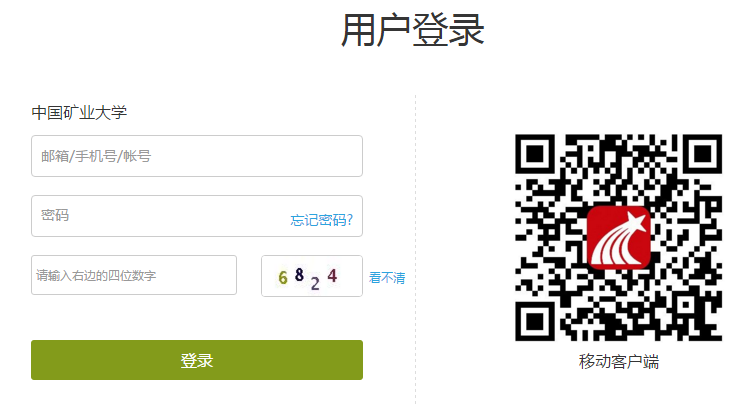 用户登录
中国矿业大学
邮箱/手机号/帐号
密码
忘记密码?
请输入右边的四位数字
6824
看不清
登录
移动客户端